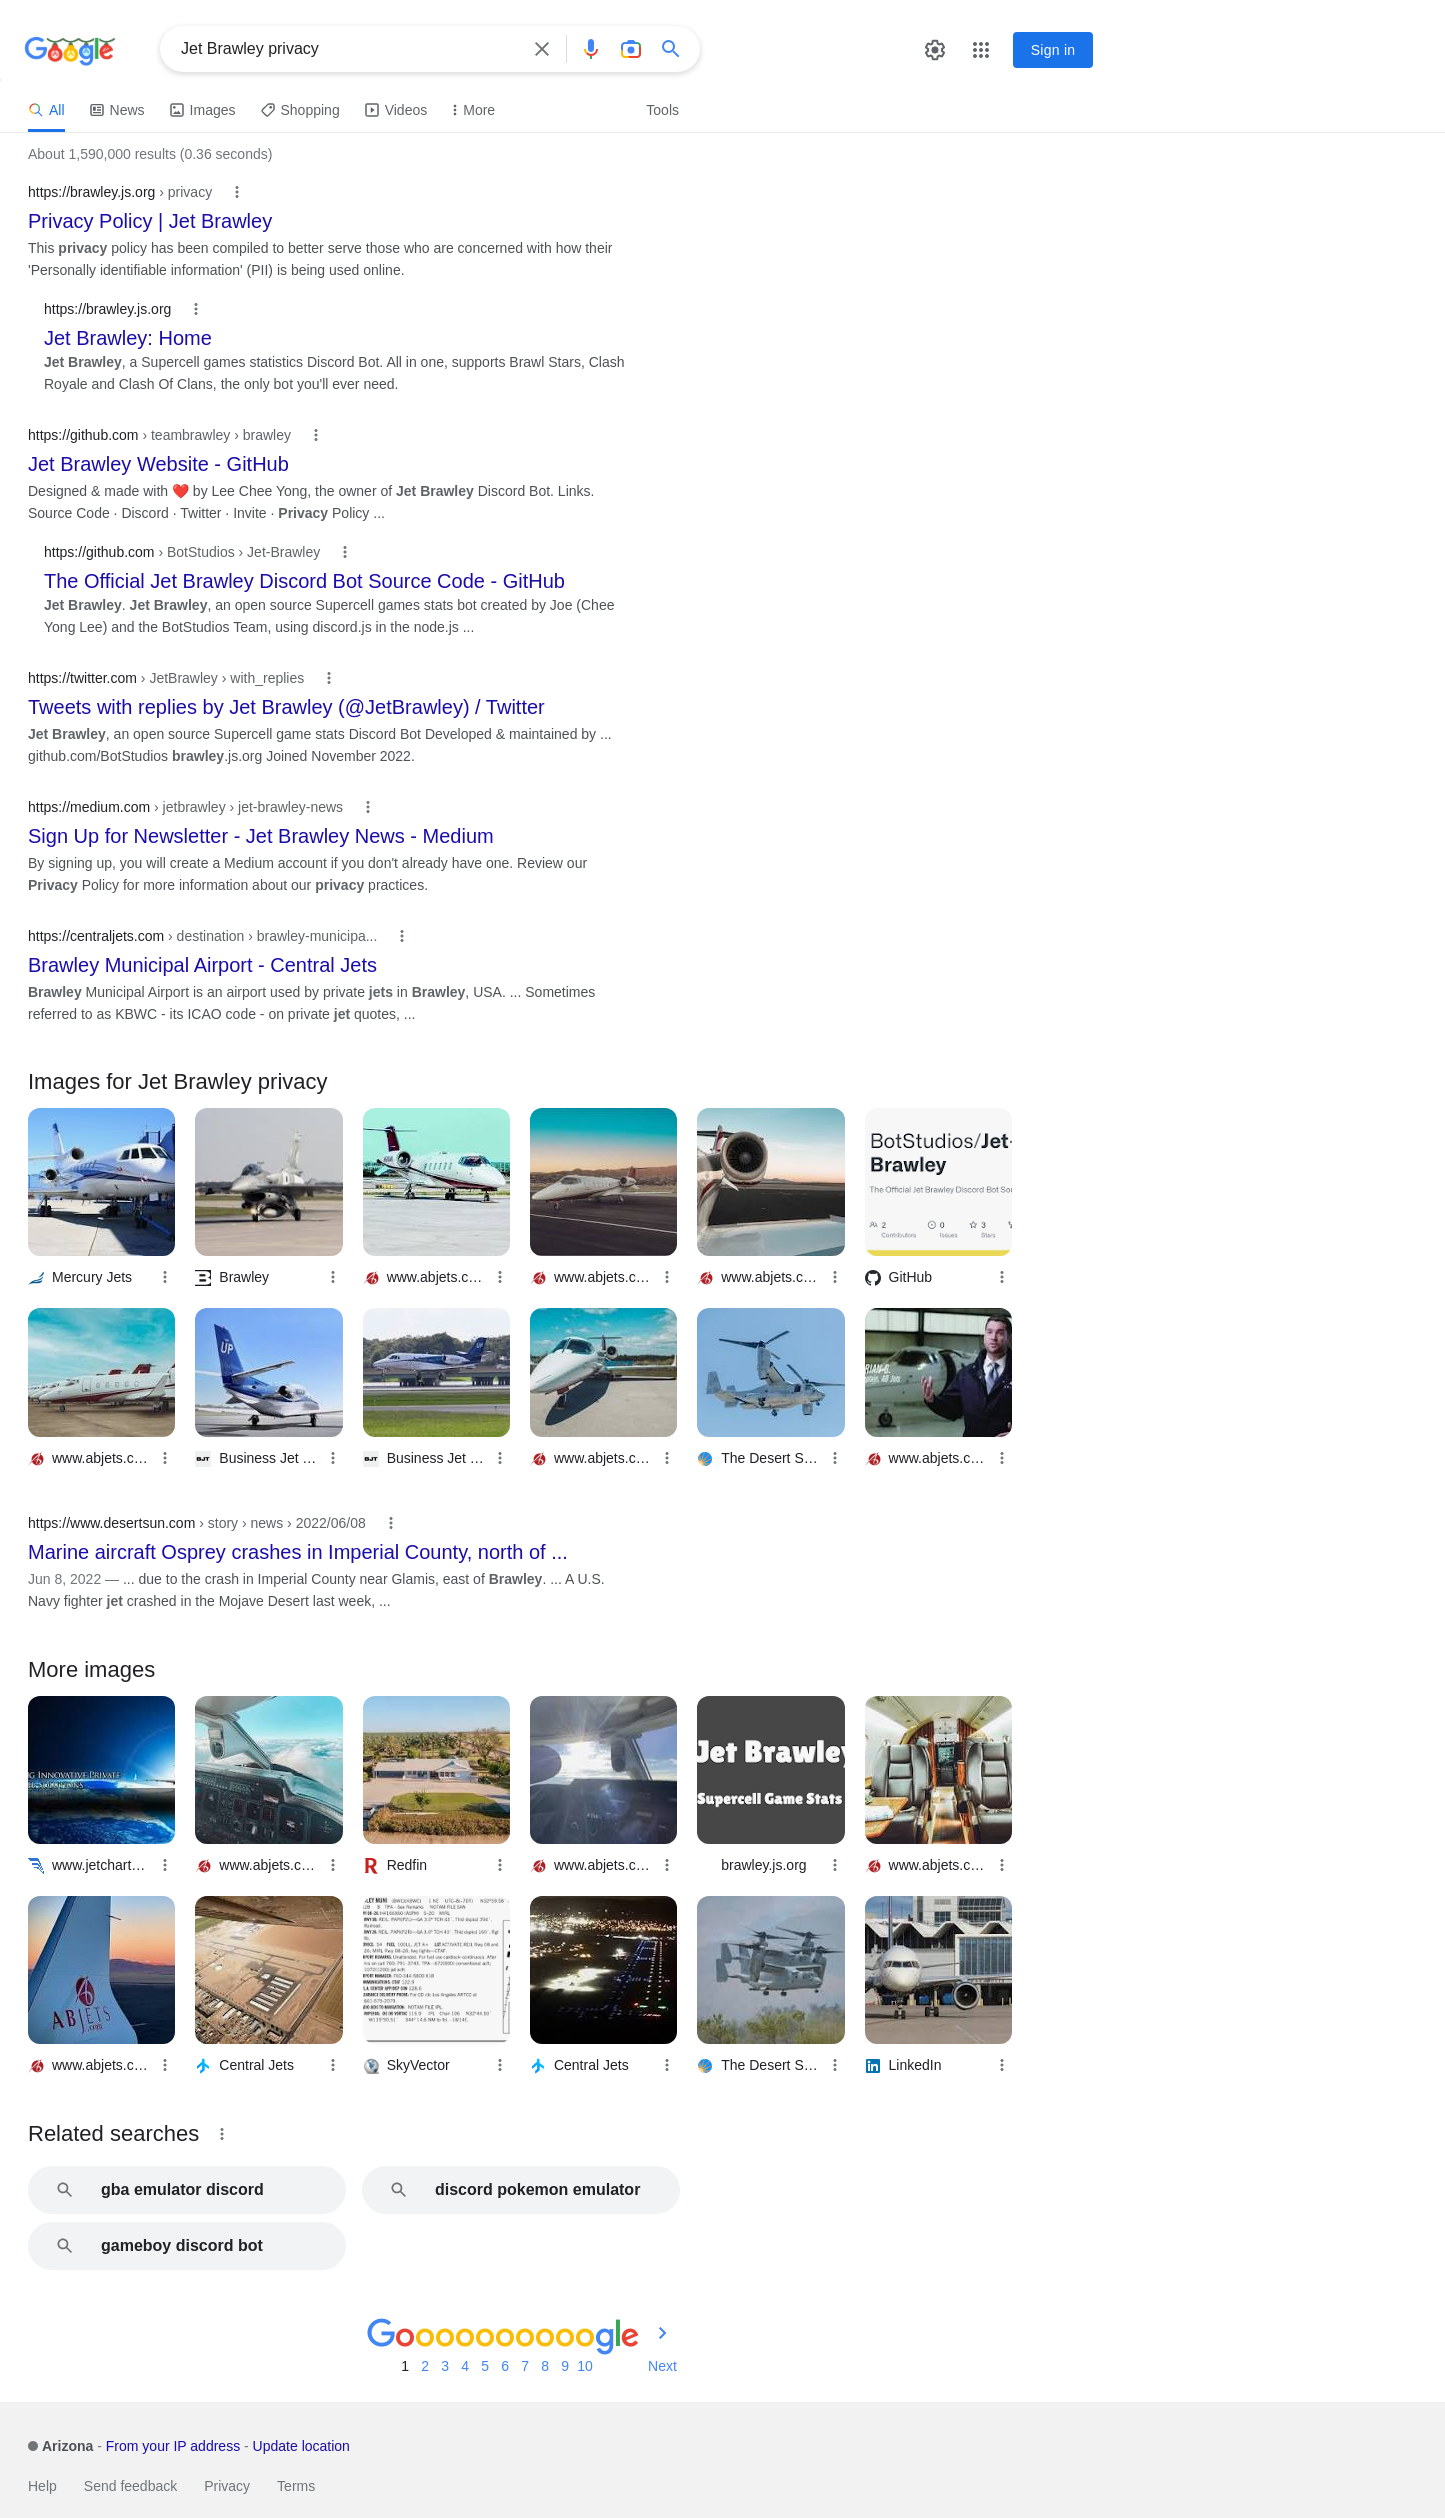 Google
Jet Brawley privacy
Sign in
All
News
Images
Shopping
Videos
More
Tools
About 1,590,000 results (0.36 seconds)
https://brawley.js.org › privacy
Privacy Policy | Jet Brawley
This privacy policy has been compiled to better serve those who are concerned with how their
'Personally identifiable information' (PII) is being used online.
https://brawley.js.org
Jet Brawley: Home
Jet Brawley, a Supercell games statistics Discord Bot. All in one, supports Brawl Stars, Clash
Royale and Clash Of Clans, the only bot you'll ever need.
https://github.com › teambrawley › brawley
Jet Brawley Website - GitHub
Designed & made with ❤️ by Lee Chee Yong, the owner of Jet Brawley Discord Bot. Links.
Source Code · Discord · Twitter · Invite · Privacy Policy ...
https://github.com › BotStudios › Jet-Brawley
The Official Jet Brawley Discord Bot Source Code - GitHub
Jet Brawley. Jet Brawley, an open source Supercell games stats bot created by Joe (Chee
Yong Lee) and the BotStudios Team, using discord.js in the node.js ...
https://twitter.com › JetBrawley › with_replies
Tweets with replies by Jet Brawley (@JetBrawley) / Twitter
Jet Brawley, an open source Supercell game stats Discord Bot Developed & maintained by ...
github.com/BotStudios brawley.js.org Joined November 2022.
https://medium.com › jetbrawley › jet-brawley-news
Sign Up for Newsletter - Jet Brawley News - Medium
By signing up, you will create a Medium account if you don't already have one. Review our
Privacy Policy for more information about our privacy practices.
https://centraljets.com › destination › brawley-municipa...
Brawley Municipal Airport - Central Jets
Brawley Municipal Airport is an airport used by private jets in Brawley, USA. ... Sometimes
referred to as KBWC - its ICAO code - on private jet quotes, ...
Images for Jet Brawley privacy
BotStudios/Jet-
Brawley
The Official Jet Brawley Discord Bot Sou
2 0 3
Contributors Issues Stars
Mercury Jets
Brawley
www.abjets.c...
www.abjets.c...
www.abjets.c...
GitHub
UP
RIAN G.
www.abjets.c...
Business Jet ...
Business Jet ...
www.abjets.c...
The Desert S...
www.abjets.c...
https://www.desertsun.com › story › news › 2022/06/08
Marine aircraft Osprey crashes in Imperial County, north of ...
Jun 8, 2022 — ... due to the crash in Imperial County near Glamis, east of Brawley. ... A U.S.
Navy fighter jet crashed in the Mojave Desert last week, ...
More images
G INNOVATIVE PRIVATE
Jet Brawley
Supercell Game Stats
www.jetchart...
www.abjets.c...
Redfin
www.abjets.c...
brawley.js.org
www.abjets.c...
ABJETS
.com
www.abjets.c...
Central Jets
SkyVector
Central Jets
The Desert S...
LinkedIn
Related searches
gba emulator discord
discord pokemon emulator
gameboy discord bot
Goooooooooogle
1 2 3 4 5 6 7 8 9 10 Next
Arizona - From your IP address - Update location
Help Send feedback Privacy Terms